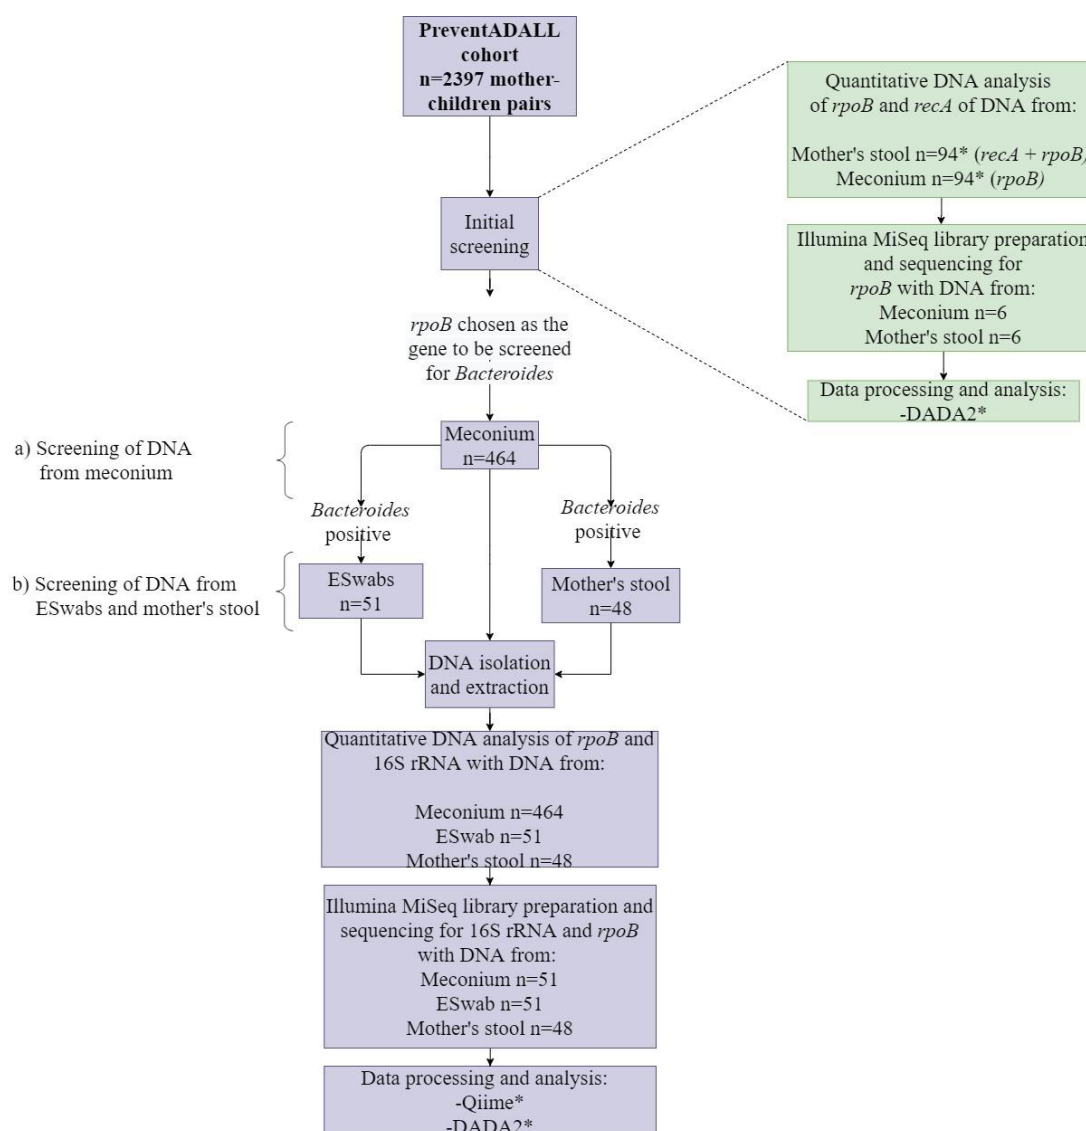 PreventADALL
cohort
n=2397 mother-
children pairs
Initial
screening
Quantitative DNA analysis
of rpoB and recA of DNA from:
Mother's stool n=94* (recA + rpoB)
Meconium n=94* (rpoB)
Illumina MiSeq library preparation
and sequencing for
rpoB with DNA from:
Meconium n=6
Mother's stool n=6
Data processing and analysis:
-DADA2*
rpoB chosen as the
gene to be screened
for Bacteroides
a) Screening of DNA
from meconium
Meconium
n=464
Bacteroides
positive
Bacteroides
positive
b) Screening of DNA from
ESwabs and mother's stool
ESwabs
n=51
Mother's stool
n=48
DNA isolation
and extraction
Quantitative DNA analysis of rpoB and
16S rRNA with DNA from:
Meconium n=464
ESwab n=51
Mother's stool n=48
Illumina MiSeq library preparation and
sequencing for 16S rRNA and rpoB
with DNA from:
Meconium n=51
ESwab n=51
Mother's stool n=48
Data processing and analysis:
-Qiime*
-DADA2*